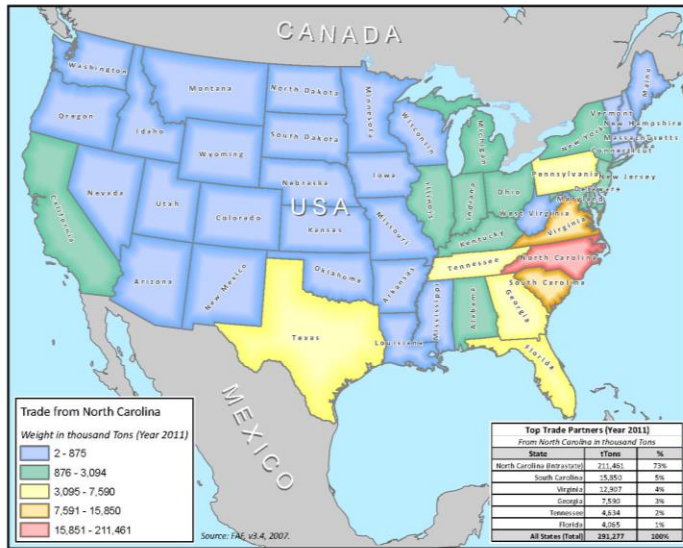 CANADA
Washington
Montana
North Dakota
Minnesota
Maine
Oregon
Idaho
Wyoming
South Dakota
Wisconsin
Michigan
Vermont
New Hampshire
New York
Massachusetts
Connecticut
Nevada
Utah
Colorado
Nebraska
Iowa
Illinois
Indiana
Ohio
Pennsylvania
New Jersey
Delaware
Maryland
USA
California
Kansas
Missouri
Kentucky
West Virginia
Virginia
Arizona
New Mexico
Oklahoma
Arkansas
Tennessee
North Carolina
South Carolina
Texas
Louisiana
Mississippi
Alabama
Georgia
Florida
MEXICO
Trade from North Carolina
Weight in thousand Tons (Year 2011)
2 - 875
876 - 3,094
3,095 - 7,590
7,591 - 15,850
15,851 - 211,461
Source: FAF, v3.4, 2007.
Top Trade Partners (Year 2011)
From North Carolina in thousand Tons
State tTons %
North Carolina (Intrastate) 211,461 73%
South Carolina 15,850 5%
Virginia 12,907 4%
Georgia 7,590 3%
Tennessee 4,634 2%
Florida 4,065 1%
All States (Total) 291,277 100%